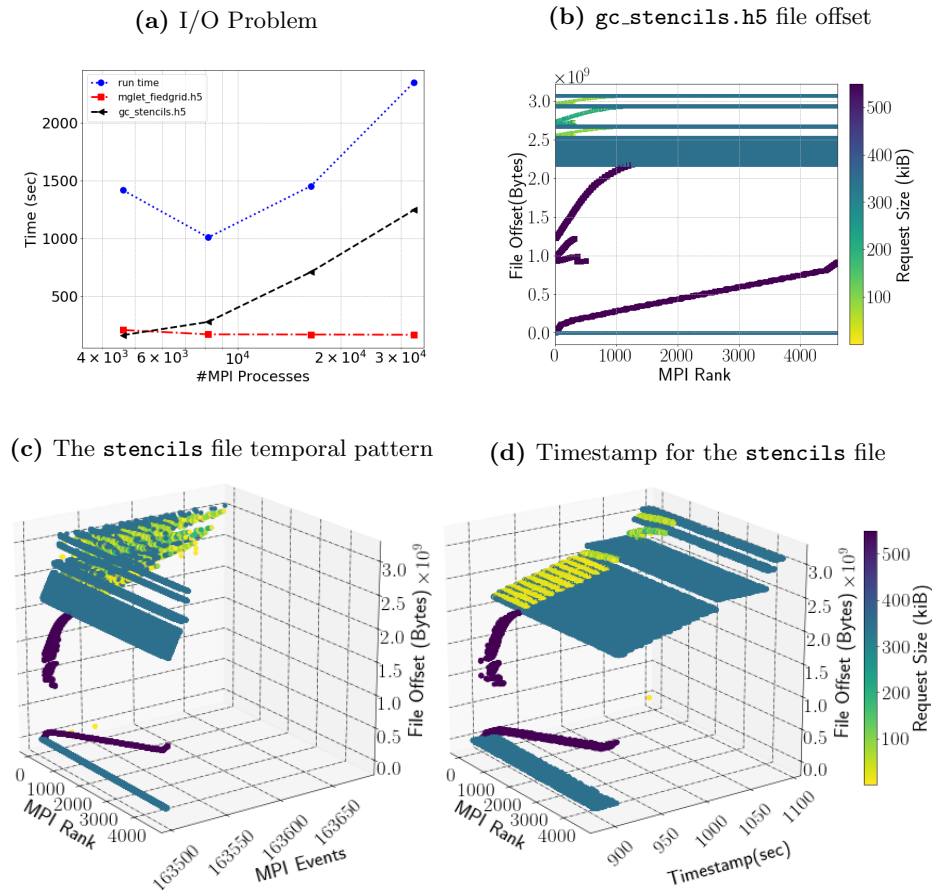 (a) I/O Problem
run time
mglet_fiedgrid.h5
gc_stencils.h5
Time (sec)
2000
1500
1000
500
4 × 10³
6 × 10³
10⁴
2 × 10⁴
3 × 10⁴
#MPI Processes
(b) gc_stencils.h5 file offset
×10⁹
File Offset(Bytes)
3.0
2.5
2.0
1.5
1.0
0.5
0.0
0
1000
2000
3000
4000
MPI Rank
500
400
300
200
100
Request Size (kiB)
(c) The stencils file temporal pattern
3.0
2.5
2.0
1.5
1.0
0.5
0.0
File Offset (Bytes) ×10⁹
0
1000
2000
3000
4000
MPI Rank
163500
163550
163600
163650
MPI Events
(d) Timestamp for the stencils file
3.0
2.5
2.0
1.5
1.0
0.5
0.0
File Offset (Bytes) ×10⁹
0
1000
2000
3000
4000
MPI Rank
900
950
1000
1050
1100
Timestamp(sec)
500
400
300
200
100
Request Size (kiB)